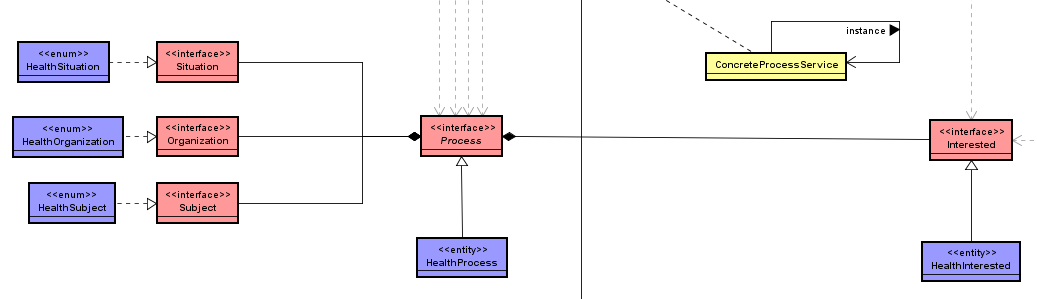 <<enum>>
HealthSituation
<<interface>>
Situation
instance
ConcreteProcessService
<<enum>>
HealthOrganization
<<interface>>
Organization
<<interface>>
Process
<<interface>>
Interested
<<enum>>
HealthSubject
<<interface>>
Subject
<<entity>>
HealthProcess
<<entity>>
HealthInterested